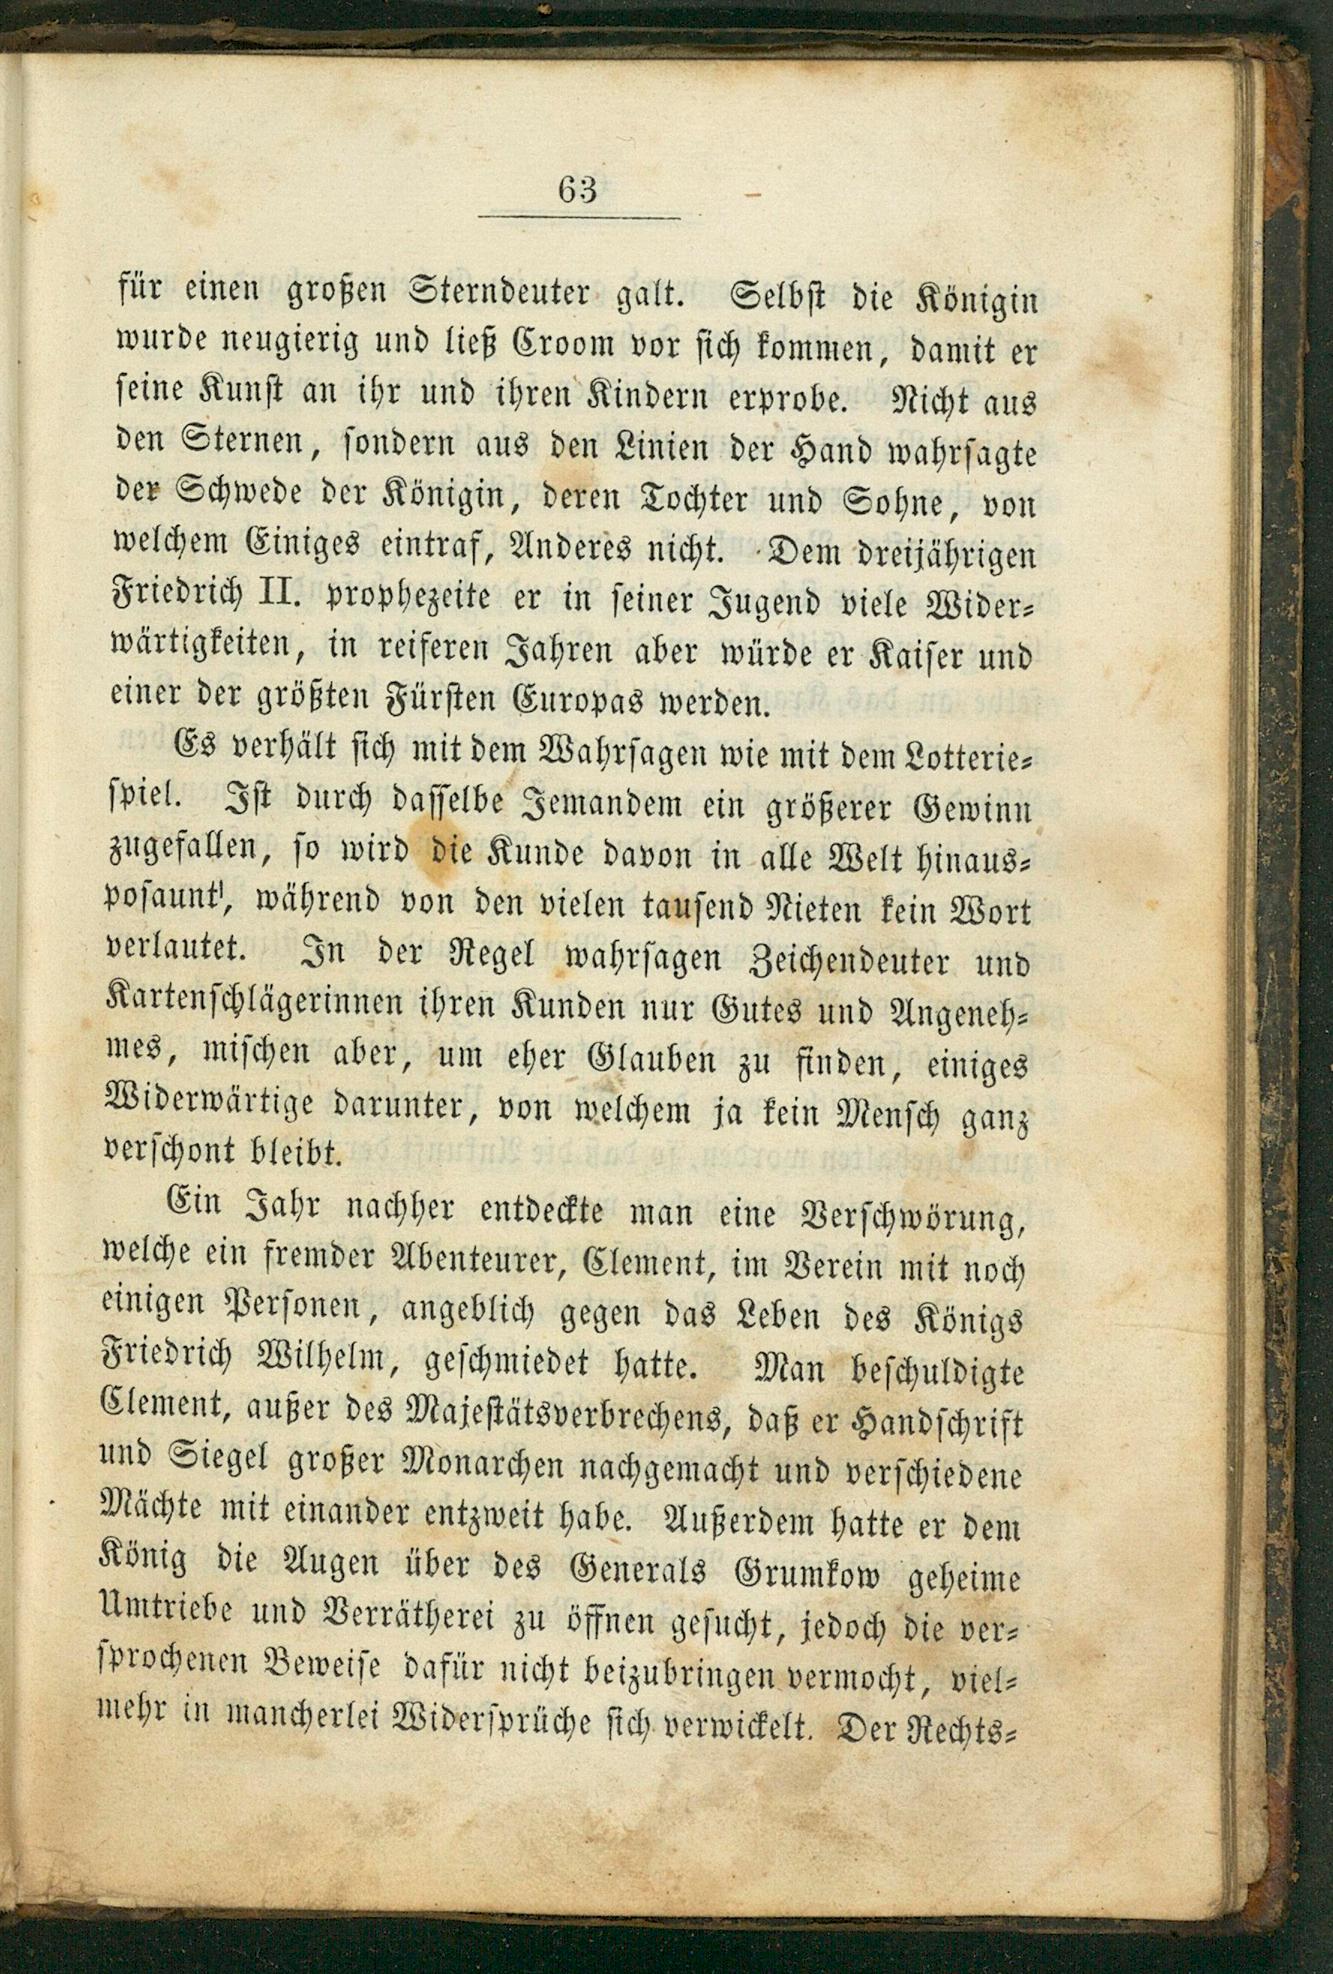 63
für einen großen Sterndeuter galt. Selbst die Königin
wurde neugierig und ließ Croom vor sich kommen, damit er
seine Kunst an ihr und ihren Kindern erprobe. Nicht aus
den Sternen, sondern aus den Linien der Hand wahrsagte
der Schwede der Königin, deren Tochter und Sohne, von
welchem Einiges eintraf, Anderes nicht. Dem dreijährigen
Friedrich II. prophezeite er in seiner Jugend viele Wider-
wärtigkeiten, in reiferen Jahren aber würde er Kaiser und
einer der größten Fürsten Europas werden.
Es verhält sich mit dem Wahrsagen wie mit dem Lotterie-
spiel. Ist durch dasselbe Jemandem ein größerer Gewinn
zugefallen, so wird die Kunde davon in alle Welt hinaus-
posaunt, während von den vielen tausend Nieten kein Wort
verlautet. In der Regel wahrsagen Zeichendeuter und
Kartenschlägerinnen ihren Kunden nur Gutes und Angeneh-
mes, mischen aber, um eher Glauben zu finden, einiges
Widerwärtige darunter, von welchem ja kein Mensch ganz
verschont bleibt.
Ein Jahr nachher entdeckte man eine Verschwörung,
welche ein fremder Abenteurer, Clement, im Verein mit noch
einigen Personen, angeblich gegen das Leben des Königs
Friedrich Wilhelm, geschmiedet hatte. Man beschuldigte
Clement, außer des Majestätsverbrechens, daß er Handschrift
und Siegel großer Monarchen nachgemacht und verschiedene
Mächte mit einander entzweit habe. Außerdem hatte er dem
König die Augen über des Generals Grumkow geheime
Umtriebe und Verrätherei zu öffnen gesucht, jedoch die ver-
sprochenen Beweise dafür nicht beizubringen vermocht, viel-
mehr in mancherlei Widersprüche sich verwickelt. Der Rechts-